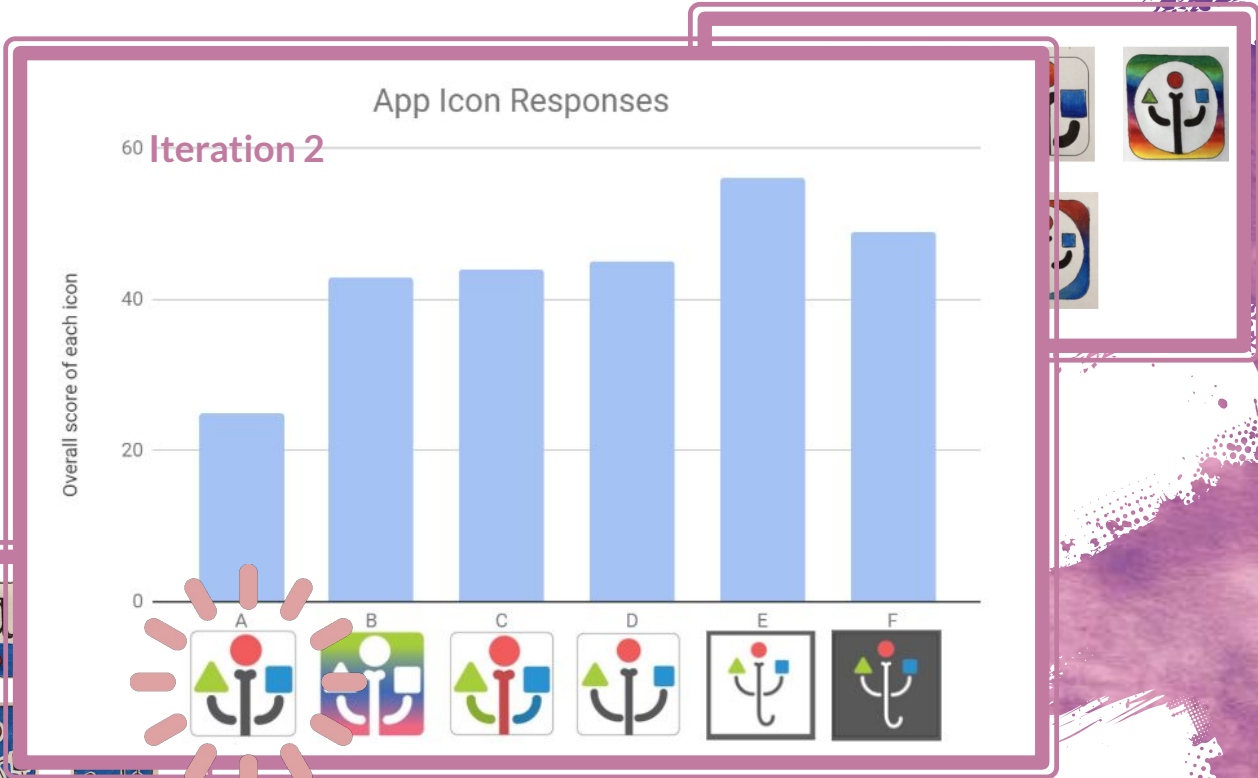 App Icon Responses
Iteration 2
Overall score of each icon
60
40
20
0
A B C D E F